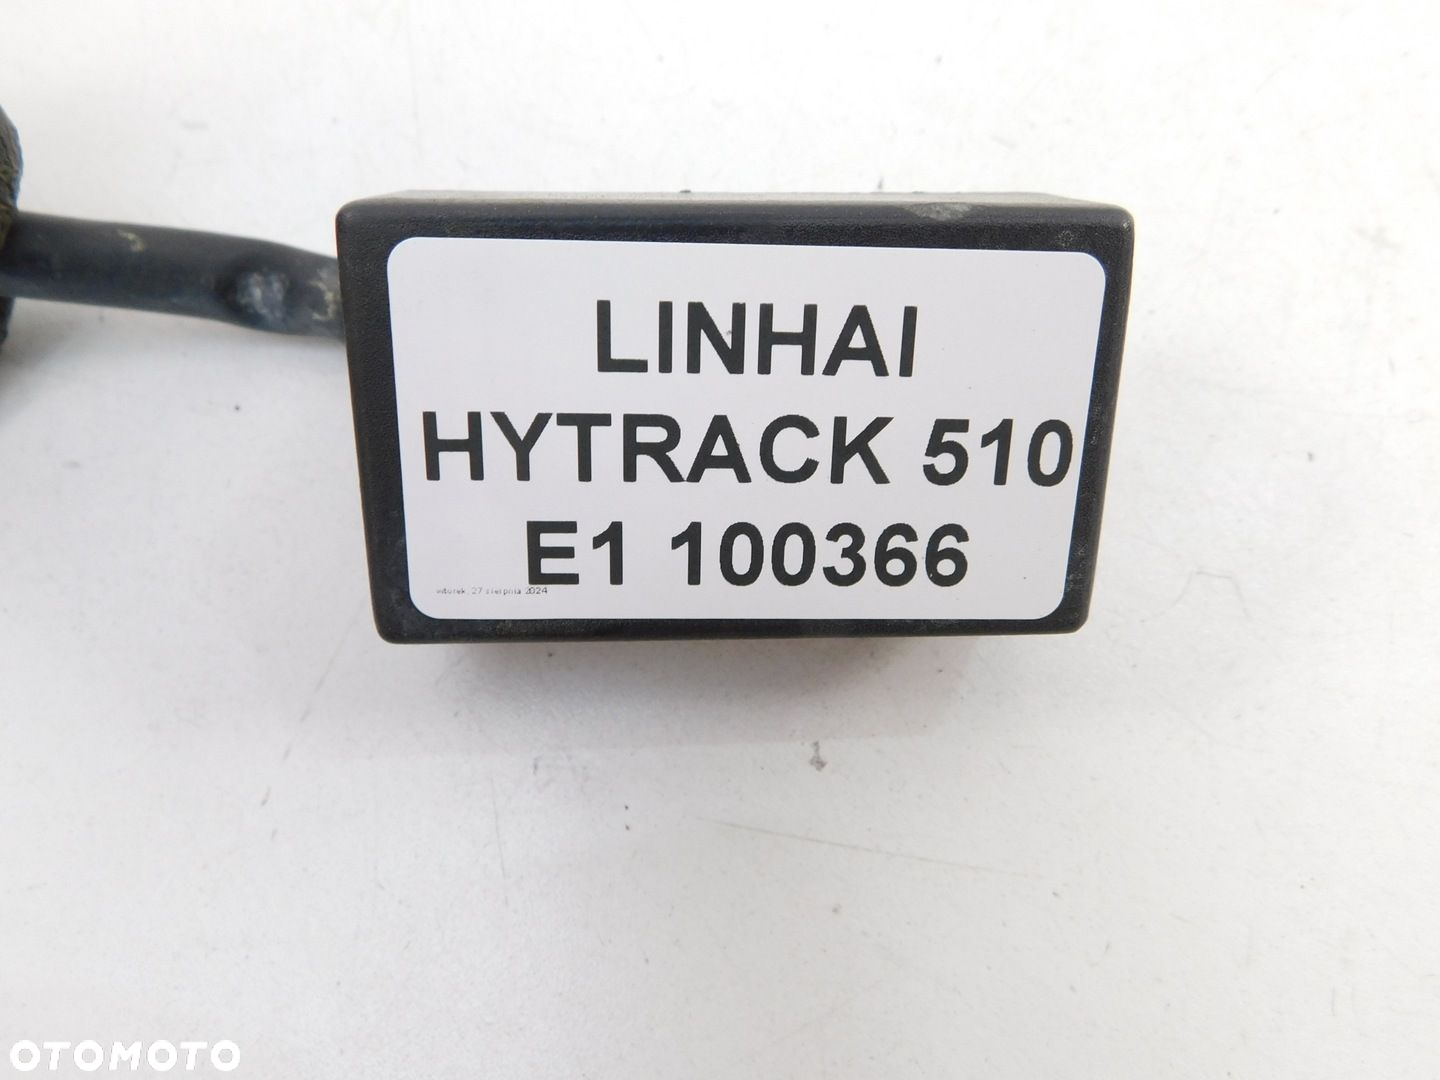 LINHAI
HYTRACK 510
E1 100366
wtorek, 27 sierpnia 2024
OTOMOTO